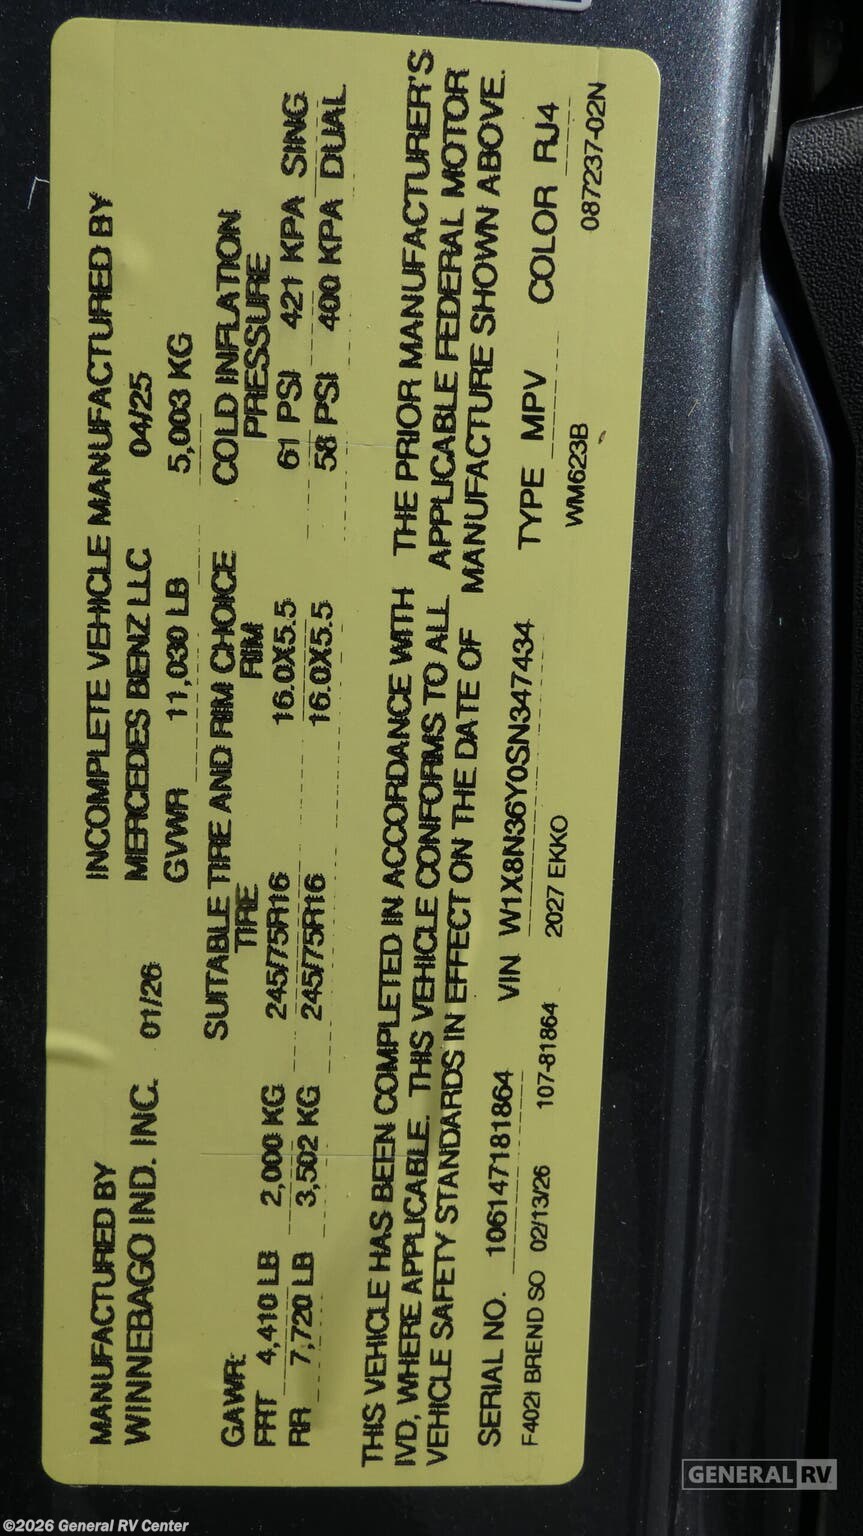 MANUFACTURED BY INCOMPLETE VEHICLE MANUFACTURED BY
WINNEBAGO IND. INC. 01/26 MERCEDES BENZ LLC 04/25
GVWR 11,030 LB 5,003 KG
GAWR: SUITABLE TIRE AND RIM CHOICE COLD INFLATION
TIRE RIM PRESSURE
FRT 4,410 LB 2,000 KG 245/75R16 16.0X5.5 61 PSI 421 KPA SING
RR 7,720 LB 3,502 KG 245/75R16 16.0X5.5 58 PSI 400 KPA DUAL
THIS VEHICLE HAS BEEN COMPLETED IN ACCORDANCE WITH THE PRIOR MANUFACTURER'S
IVD, WHERE APPLICABLE. THIS VEHICLE CONFORMS TO ALL APPLICABLE FEDERAL MOTOR
VEHICLE SAFETY STANDARDS IN EFFECT ON THE DATE OF MANUFACTURE SHOWN ABOVE.
SERIAL NO. 106147181864 VIN W1X8N36Y0SN347434 TYPE MPV COLOR RJ4
F402I BREND SO 02/13/26 107-81864 2027 EKKO WM623B 087237-02N
GENERAL RV
©2026 General RV Center